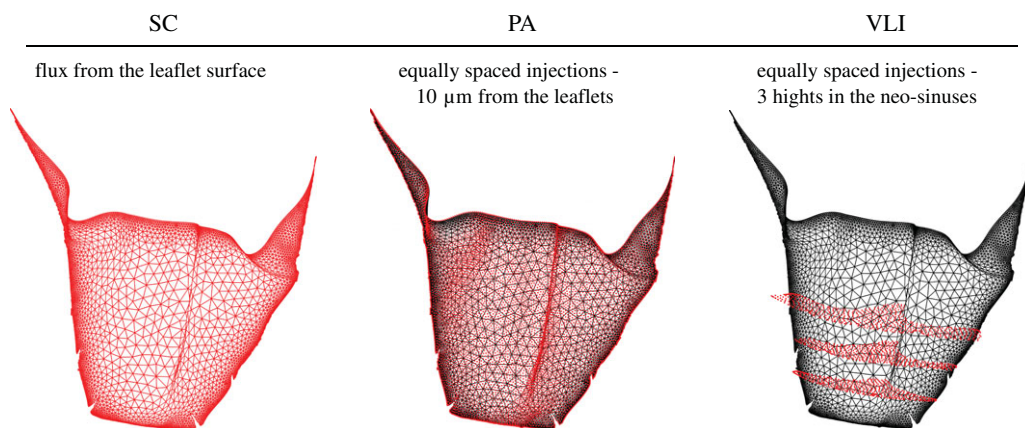 SC
PA
VLI
flux from the leaflet surface
equally spaced injections -
10 µm from the leaflets
equally spaced injections -
3 hights in the neo-sinuses